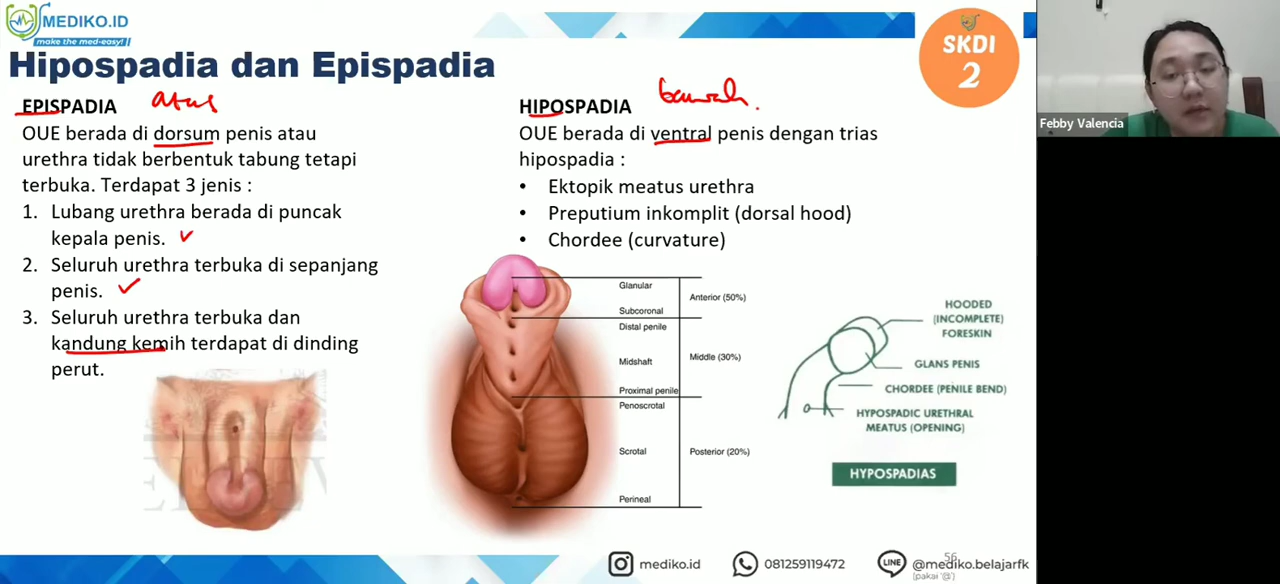 MEDIKO.ID
make the med-easy!
SKDI
2
Hipospadia dan Epispadia
EPISPADIA atas
OUE berada di dorsum penis atau
urethra tidak berbentuk tabung tetapi
terbuka. Terdapat 3 jenis :
1. Lubang urethra berada di puncak
kepala penis.
2. Seluruh urethra terbuka di sepanjang
penis.
3. Seluruh urethra terbuka dan
kandung kemih terdapat di dinding
perut.
HIPOSPADIA bawah.
OUE berada di ventral penis dengan trias
hipospadia :
• Ektopik meatus urethra
• Preputium inkomplit (dorsal hood)
• Chordee (curvature)
Glanular
Subcoronal
Anterior (50%)
Distal penile
Midshaft
Proximal penile
Middle (30%)
Penoscrotal
Scrotal
Perineal
Posterior (20%)
HOODED
(INCOMPLETE)
FORESKIN
GLANS PENIS
CHORDEE (PENILE BEND)
HYPOSPADIC URETHRAL
MEATUS (OPENING)
HYPOSPADIAS
mediko.id
081259119472
LINE
@mediko.belajarfk
(pakai '@')
56
Febby Valencia